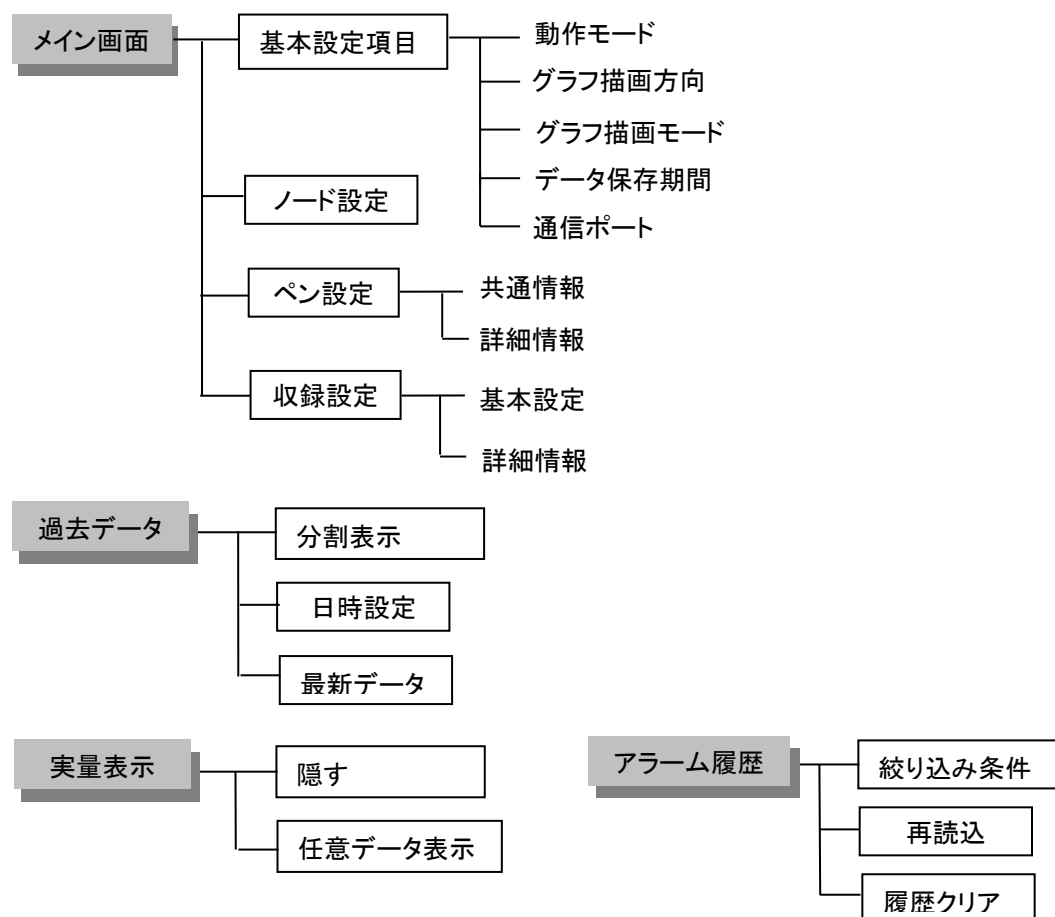 メイン画面
基本設定項目
動作モード
グラフ描画方向
グラフ描画モード
データ保存期間
通信ポート
ノード設定
ペン設定
共通情報
詳細情報
収録設定
基本設定
詳細情報
過去データ
分割表示
日時設定
最新データ
実量表示
隠す
任意データ表示
アラーム履歴
絞り込み条件
再読込
履歴クリア